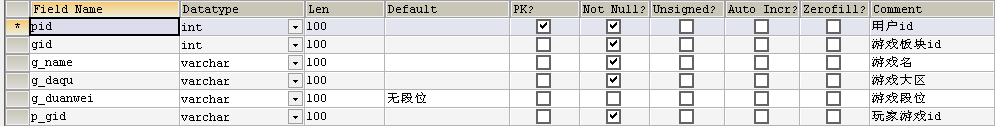 Field Name Datatype Len Default PK? Not Null? Unsigned? Auto Incr? Zerofill? Comment
* pid int 100 用户id
gid int 100 游戏板块id
g_name varchar 100 游戏名
g_daqu varchar 100 游戏大区
g_duanwei varchar 100 无段位 游戏段位
p_gid varchar 100 玩家游戏id